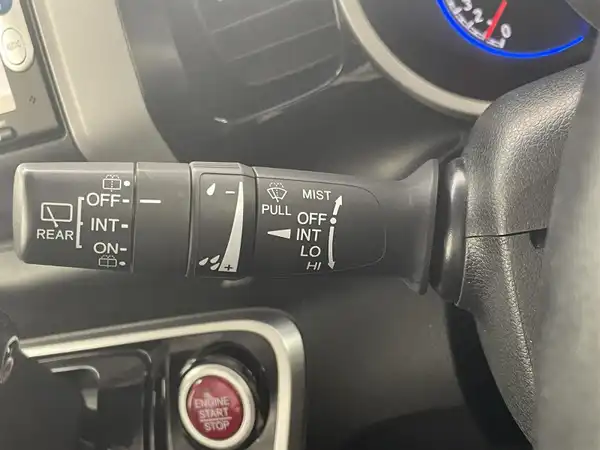 REAR
OFF
INT
ON
- 
+
PULL
MIST
OFF
INT
LO
HI
ENGINE
START
STOP